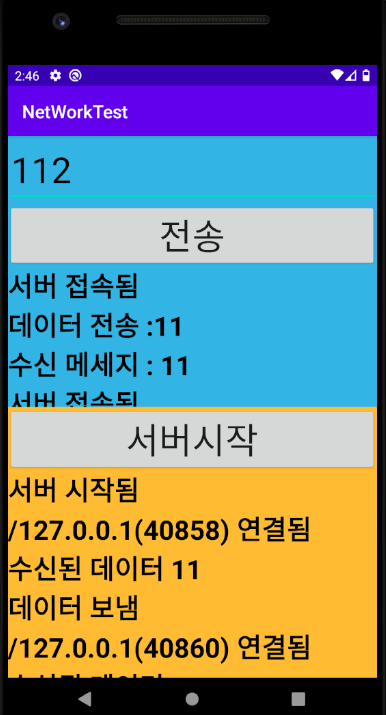 2:46
NetWorkTest
112
전송
서버 접속됨
데이터 전송 :11
수신 메세지 : 11
서버 접속됨
서버시작
서버 시작됨
/127.0.0.1(40858) 연결됨
수신된 데이터 11
데이터 보냄
/127.0.0.1(40860) 연결됨